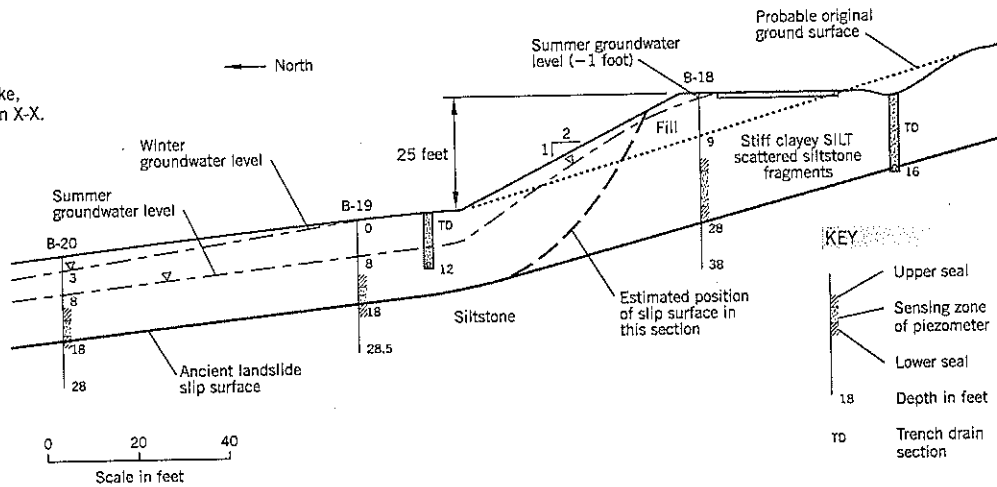 ke,
n X-X.
North
Summer groundwater
level (−1 foot)
Probable original
ground surface
B-18
2
1
25 feet
Fill
9
Stiff clayey SILT
scattered siltstone
fragments
TD
16
Winter
groundwater level
Summer
groundwater level
B-20
B-19
0
TD
3
8
8
12
18
18
28
28
38
28.5
Siltstone
Ancient landslide
slip surface
Estimated position
of slip surface in
this section
KEY
Upper seal
Sensing zone
of piezometer
Lower seal
18 Depth in feet
TD Trench drain
section
0 20 40
Scale in feet